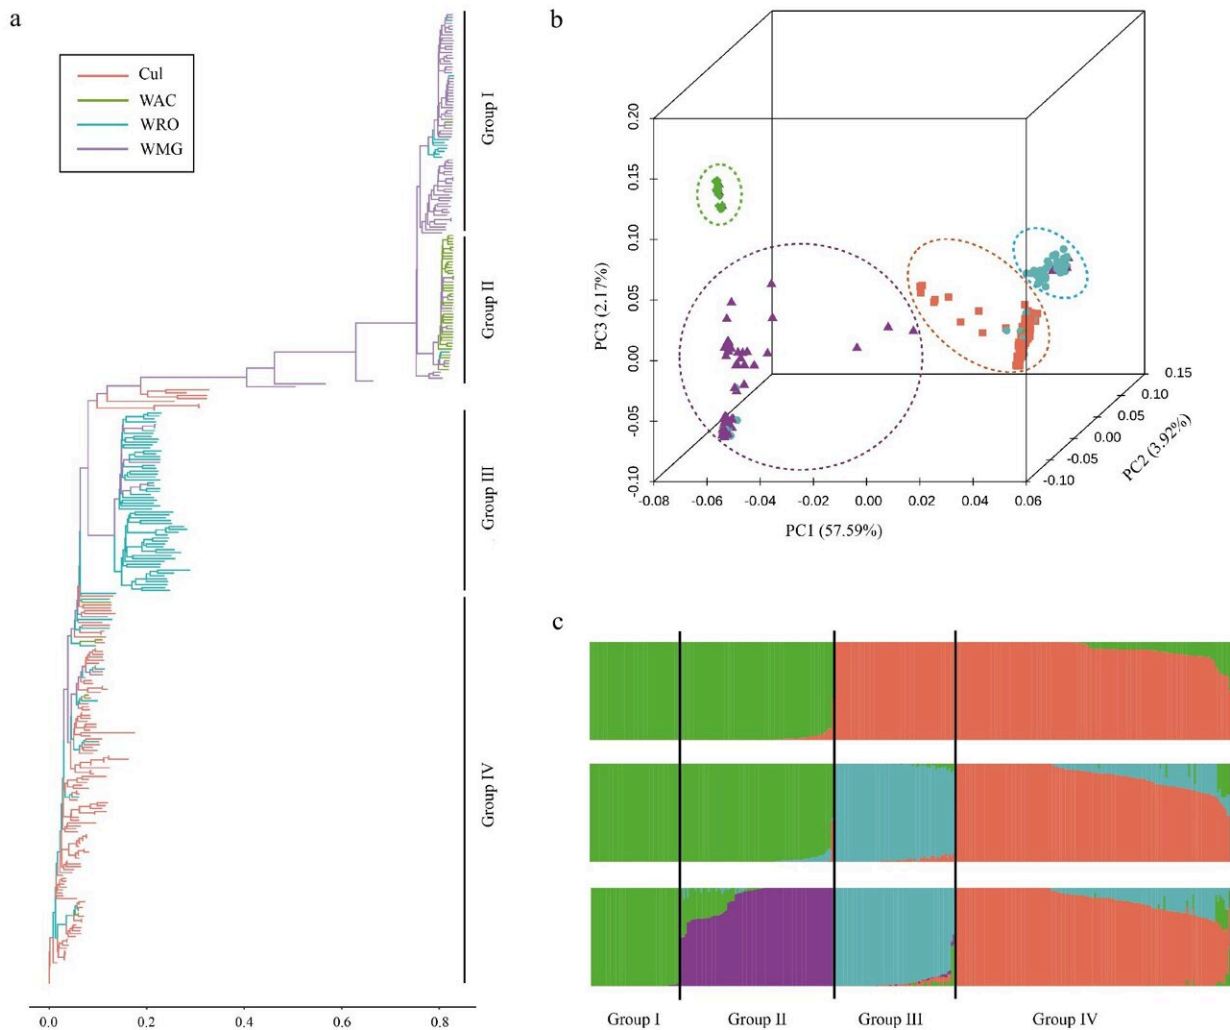 a
Cul
WAC
WRO
WMG
Group I
Group II
Group III
Group IV
0.0 0.2 0.4 0.6 0.8
b
0.20
0.15
0.10
0.05
0.00
-0.05
-0.10
PC3 (2.17%)
-0.08 -0.06 -0.04 -0.02 0.00 0.02 0.04 0.06
PC1 (57.59%)
0.15
0.10
0.05
0.00
-0.05
-0.10
PC2 (3.92%)
c
Group I Group II Group III Group IV